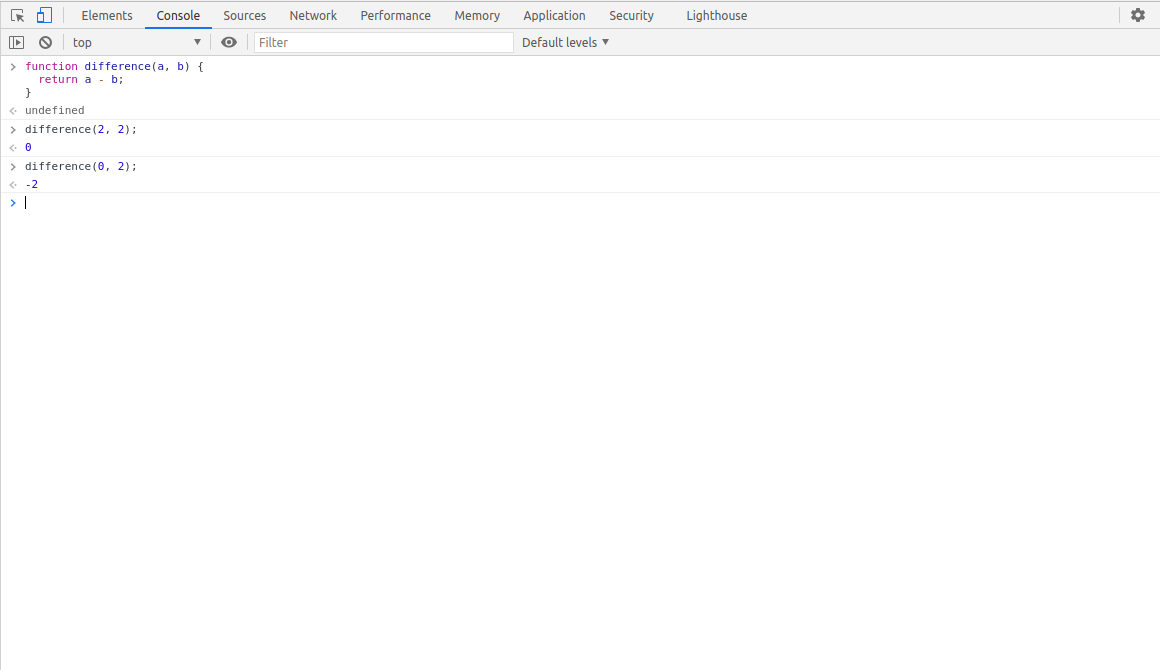 Elements Console Sources Network Performance Memory Application Security Lighthouse
top Filter Default levels
function difference(a, b) {
  return a - b;
}
undefined
difference(2, 2);
0
difference(0, 2);
-2